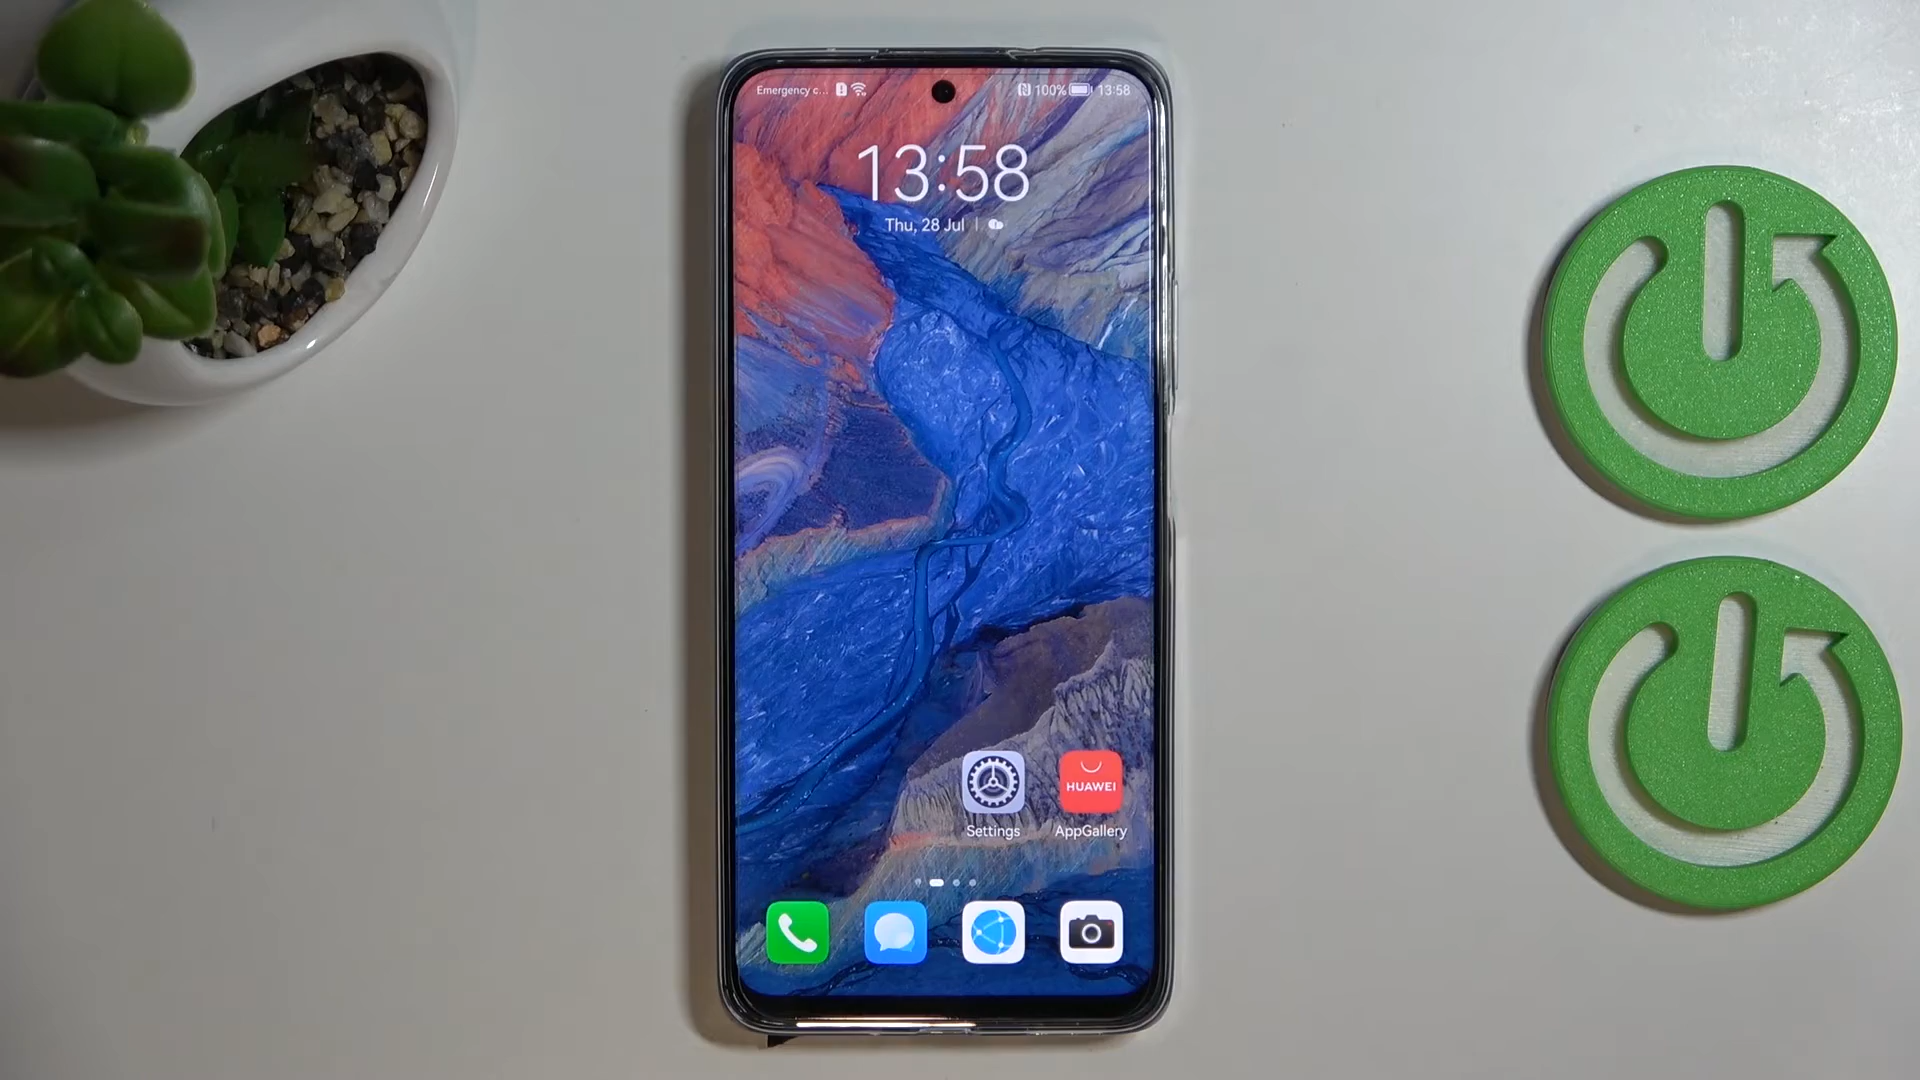 Emergency c... 100% 13:58
13:58
Thu, 28 Jul
HUAWEI
Settings AppGallery